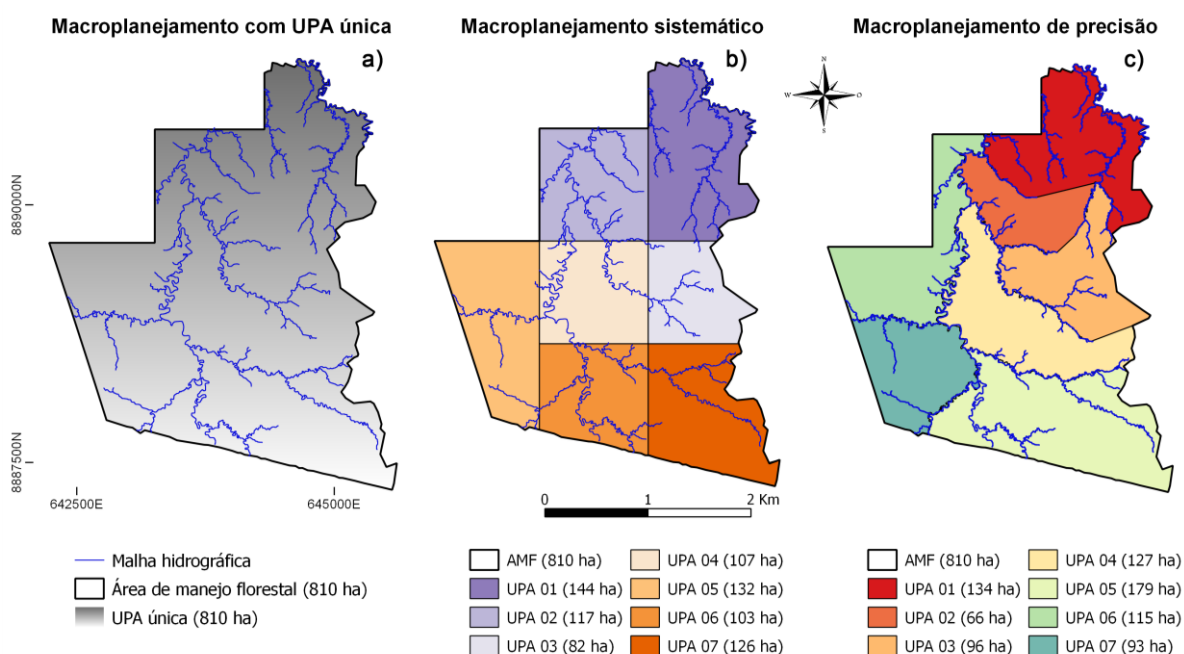 Macroplanejamento com UPA única
a)
8890000N
8887500N
642500E
645000E
Malha hidrográfica
Área de manejo florestal (810 ha)
UPA única (810 ha)
Macroplanejamento sistemático
b)
N
W
O
S
0
1
2 Km
AMF (810 ha)
UPA 01 (144 ha)
UPA 02 (117 ha)
UPA 03 (82 ha)
UPA 04 (107 ha)
UPA 05 (132 ha)
UPA 06 (103 ha)
UPA 07 (126 ha)
Macroplanejamento de precisão
c)
AMF (810 ha)
UPA 1 (134 ha)
UPA 02 (66 ha)
UPA 03 (96 ha)
UPA 04 (127 ha)
UPA 05 (179 ha)
UPA 06 (115 ha)
UPA 07 (93 ha)